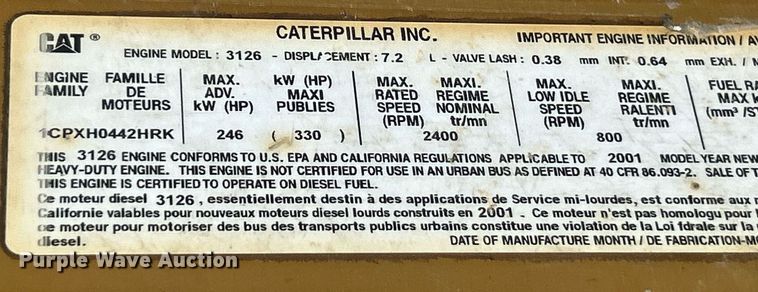 CAT ® CATERPILLAR INC. IMPORTANT ENGINE INFORMATION /
ENGINE MODEL : 3126 - DISPLACEMENT : 7.2 L - VALVE LASH : 0.38 mm INT. 0.64 mm EXH. /
ENGINE FAMILLE MAX. kW (HP) MAX. MAXI. MAX. MAXI. FUEL
FAMILY DE ADV. MAXI RATED REGIME LOW IDLE REGIME MAX
MOTEURS kW (HP) PUBLIES SPEED NOMINAL SPEED RALENTI (mm³
(RPM) tr/mn (RPM) tr/mn
1CPXH0442HRK 246 ( 330 ) 2400 800
THIS 3126 ENGINE CONFORMS TO U.S. EPA AND CALIFORNIA REGULATIONS APPLICABLE TO 2001 MODEL YEAR NEW
HEAVY-DUTY ENGINE. THIS ENGINE IS NOT CERTIFIED FOR USE IN AN URBAN BUS AS DEFINED AT 40 CFR 86.093-2. SALE OF
THIS ENGINE IS CERTIFIED TO OPERATE ON DIESEL FUEL.
Ce moteur diesel 3126 , essentiellement destin à des applications de Service mi-lourdes, est conforme aux
Californie valables pour nouveaux moteurs diesel lourds construits en 2001 . Ce moteur n'est pas homologu pour
ce moteur pour motoriser des bus des transports publics urbains constitue une violation de la Loi fdrale sur la
diesel. DATE OF MANUFACTURE MONTH / DE FABRICATION-
Purple Wave Auction